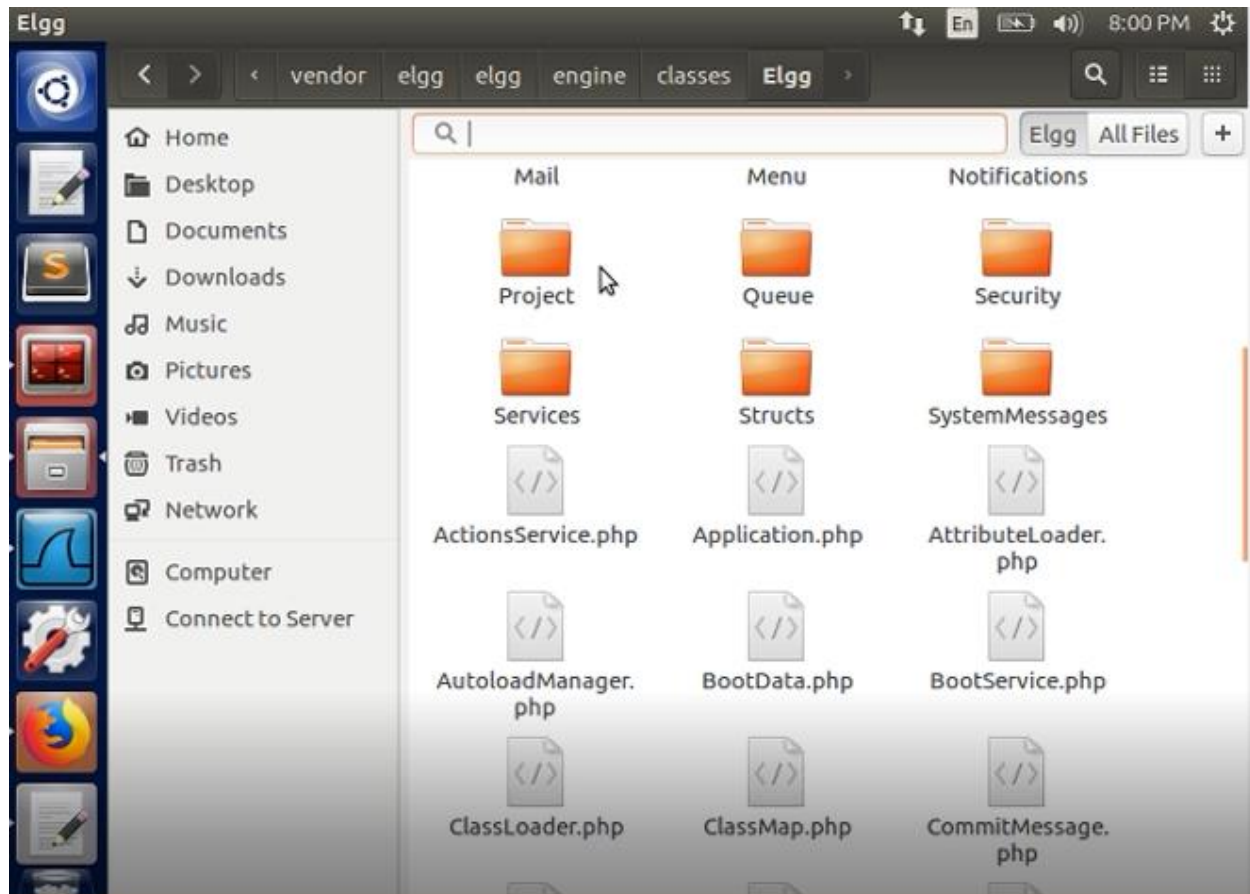 Elgg
En
8:00 PM
vendor elgg elgg engine classes Elgg
Elgg All Files +
Home
Desktop
Documents
Downloads
Music
Pictures
Videos
Trash
Network
Computer
Connect to Server
Mail Menu Notifications
Project Queue Security
Services Structs SystemMessages
ActionsService.php Application.php AttributeLoader.
php
AutoloadManager. BootData.php BootService.php
php
ClassLoader.php ClassMap.php CommitMessage.
php